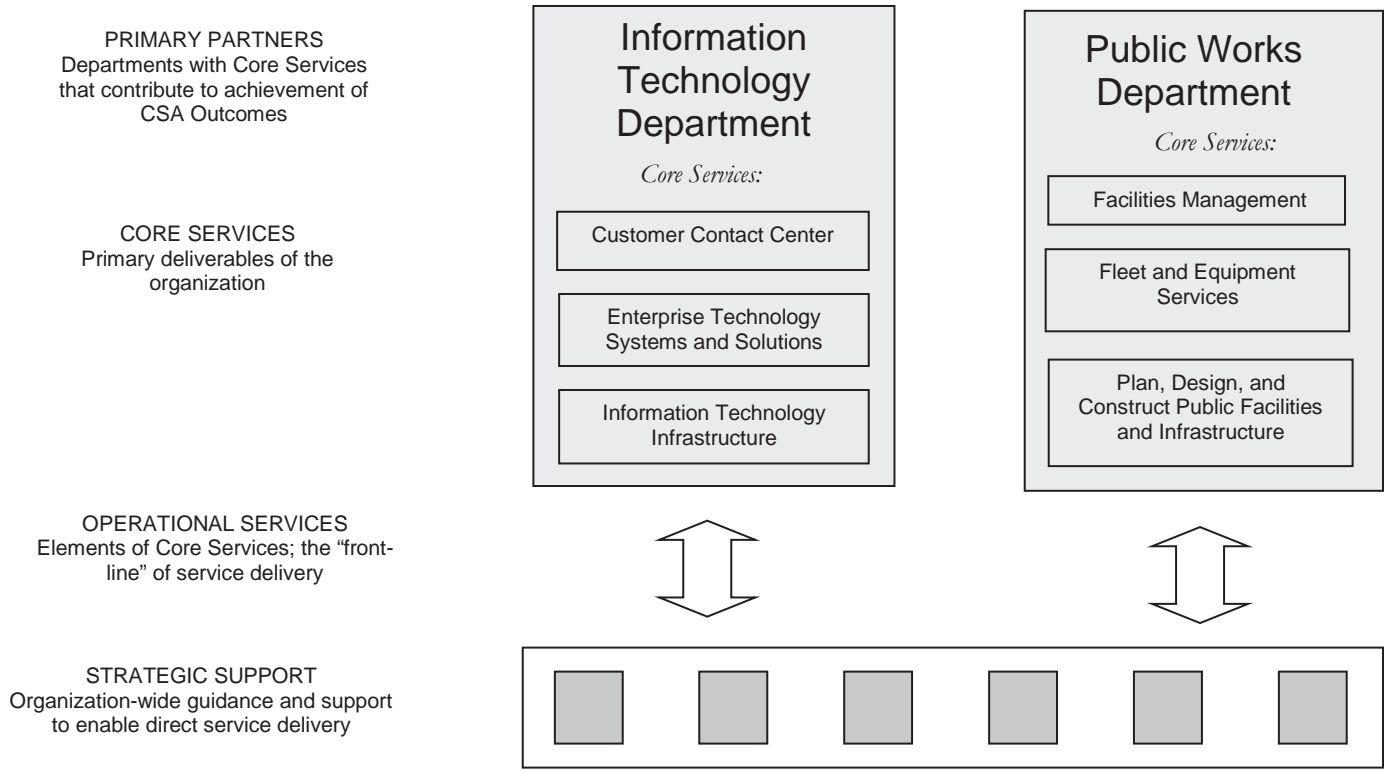 PRIMARY PARTNERS
Departments with Core Services
that contribute to achievement of
CSA Outcomes
Information
Technology
Department
Core Services:
Customer Contact Center
Enterprise Technology
Systems and Solutions
Information Technology
Infrastructure
Public Works
Department
Core Services:
Facilities Management
Fleet and Equipment
Services
Plan, Design, and
Construct Public Facilities
and Infrastructure
CORE SERVICES
Primary deliverables of the
organization
OPERATIONAL SERVICES
Elements of Core Services; the “front-
line” of service delivery
STRATEGIC SUPPORT
Organization-wide guidance and support
to enable direct service delivery